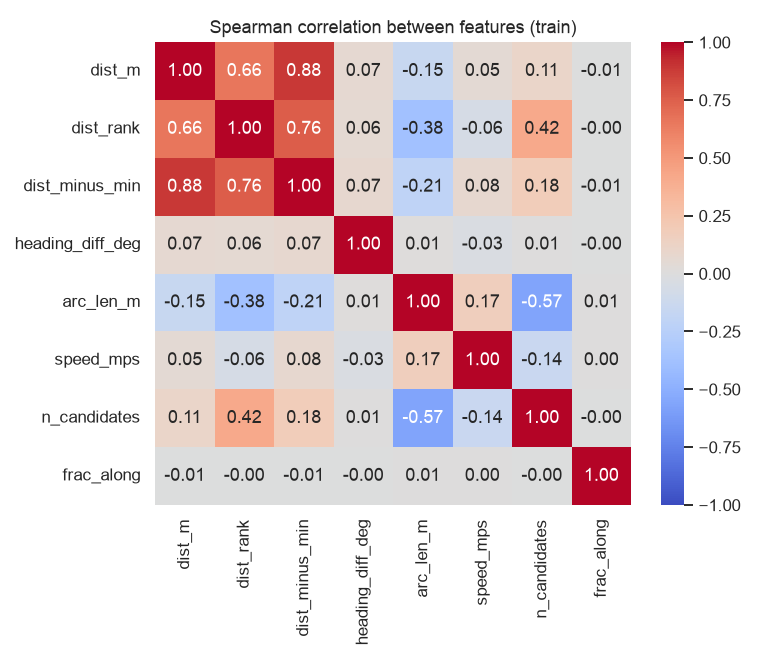 Spearman correlation between features (train)
dist_m 1.00 0.66 0.88 0.07 -0.15 0.05 0.11 -0.01
dist_rank 0.66 1.00 0.76 0.06 -0.38 -0.06 0.42 -0.00
dist_minus_min 0.88 0.76 1.00 0.07 -0.21 0.08 0.18 -0.01
heading_diff_deg 0.07 0.06 0.07 1.00 0.01 -0.03 0.01 -0.00
arc_len_m -0.15 -0.38 -0.21 0.01 1.00 0.17 -0.57 0.01
speed_mps 0.05 -0.06 0.08 -0.03 0.17 1.00 -0.14 0.00
n_candidates 0.11 0.42 0.18 0.01 -0.57 -0.14 1.00 -0.00
frac_along -0.01 -0.00 -0.01 -0.00 0.01 0.00 -0.00 1.00
dist_m
dist_rank
dist_minus_min
heading_diff_deg
arc_len_m
speed_mps
n_candidates
frac_along
1.00
0.75
0.50
0.25
0.00
−0.25
−0.50
−0.75
−1.00